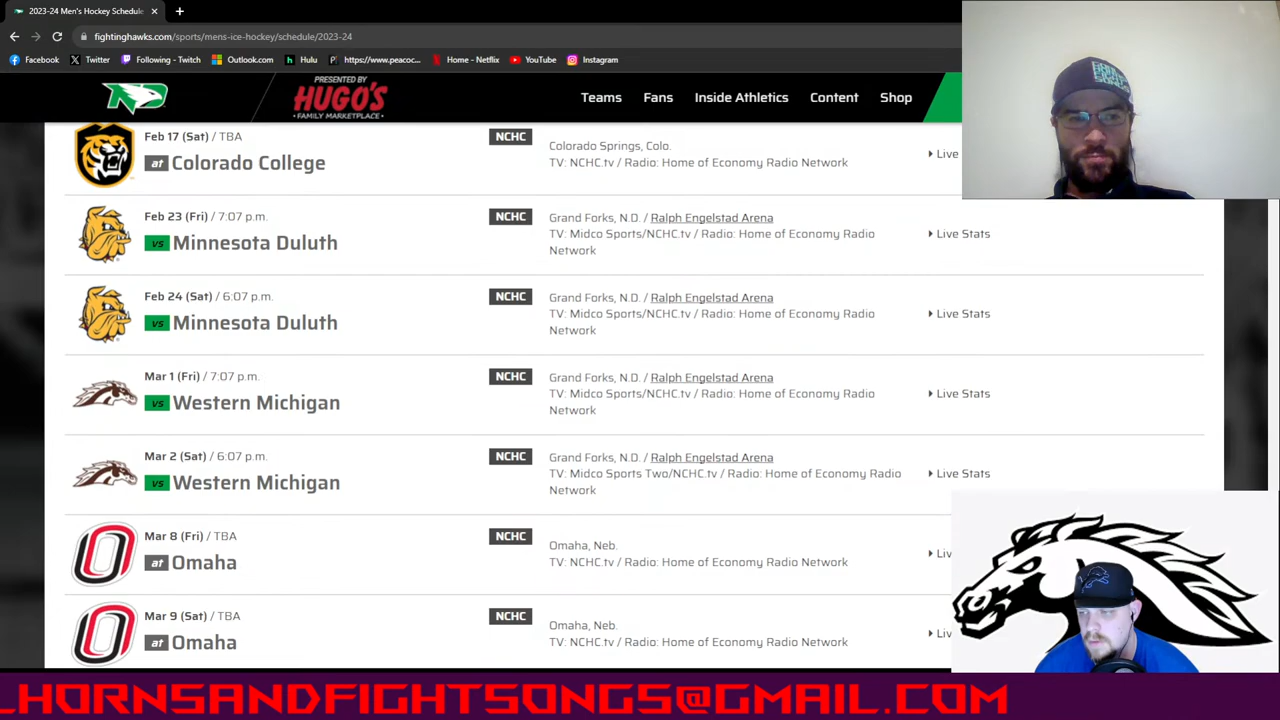 2023-24 Men's Hockey Schedule
fightinghawks.com/sports/mens-ice-hockey/schedule/2023-24
Facebook
Twitter
Following - Twitch
Outlook.com
Hulu
https://www.peacoc...
Home - Netflix
YouTube
Instagram
PRESENTED BY
HUGO'S
FAMILY MARKETPLACE
Teams
Fans
Inside Athletics
Content
Shop
Feb 17 (Sat) / TBA
at Colorado College
NCHC
Colorado Springs, Colo.
TV: NCHC.tv / Radio: Home of Economy Radio Network
Live
Feb 23 (Fri) / 7:07 p.m.
vs Minnesota Duluth
NCHC
Grand Forks, N.D. / Ralph Engelstad Arena
TV: Midco Sports/NCHC.tv / Radio: Home of Economy Radio
Network
Live Stats
Feb 24 (Sat) / 6:07 p.m.
vs Minnesota Duluth
NCHC
Grand Forks, N.D. / Ralph Engelstad Arena
TV: Midco Sports/NCHC.tv / Radio: Home of Economy Radio
Network
Live Stats
Mar 1 (Fri) / 7:07 p.m.
vs Western Michigan
NCHC
Grand Forks, N.D. / Ralph Engelstad Arena
TV: Midco Sports/NCHC.tv / Radio: Home of Economy Radio
Network
Live Stats
Mar 2 (Sat) / 6:07 p.m.
vs Western Michigan
NCHC
Grand Forks, N.D. / Ralph Engelstad Arena
TV: Midco Sports Two/NCHC.tv / Radio: Home of Economy Radio
Network
Live Stats
Mar 8 (Fri) / TBA
at Omaha
NCHC
Omaha, Neb.
TV: NCHC.tv / Radio: Home of Economy Radio Network
Li
Mar 9 (Sat) / TBA
at Omaha
NCHC
Omaha, Neb.
TV: NCHC.tv / Radio: Home of Economy Radio Network
Li
LHORNSANDFIGHTSONGS@GMAIL.COM